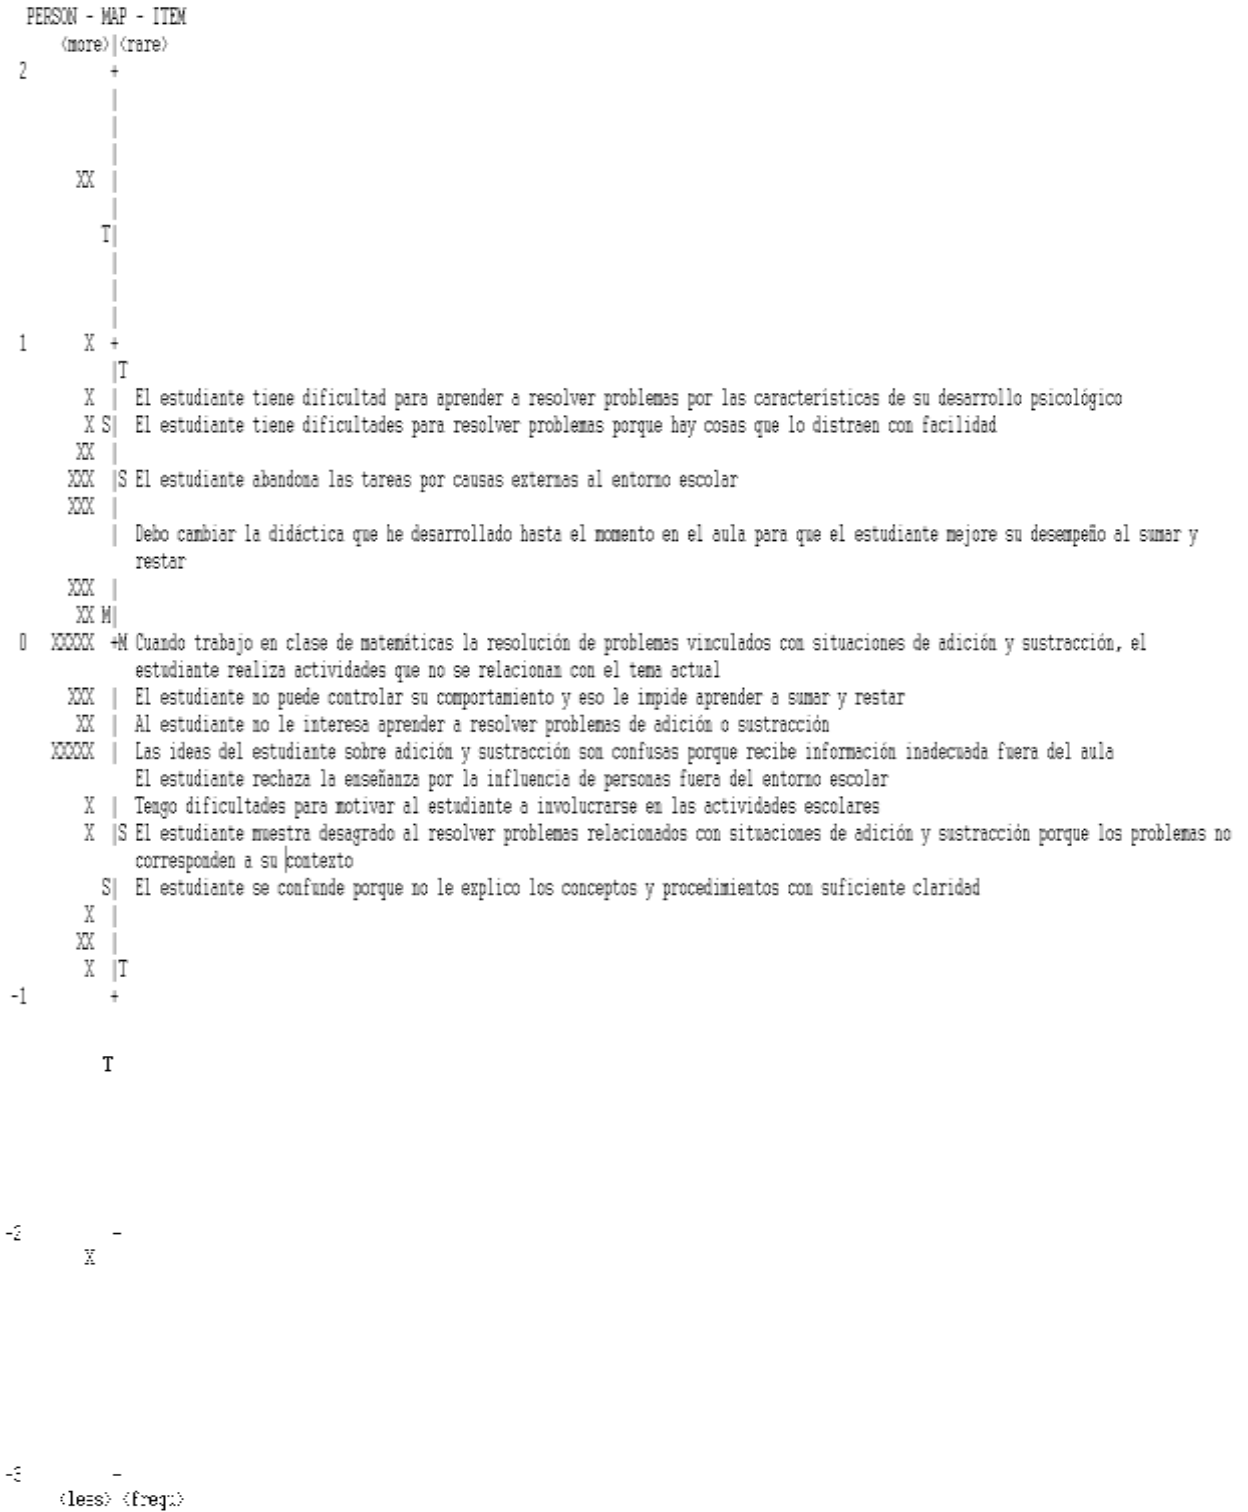 PERSON - MAP - ITEM
<more>|<rare>
2 +
|
|
|
XX |
|
T|
|
|
|
1 X +
|T
X | El estudiante tiene dificultad para aprender a resolver problemas por las características de su desarrollo psicológico
X S| El estudiante tiene dificultades para resolver problemas porque hay cosas que lo distraen con facilidad
XX |
XXX |S El estudiante abandona las tareas por causas externas al entorno escolar
XXX |
| Debo cambiar la didáctica que he desarrollado hasta el momento en el aula para que el estudiante mejore su desempeño al sumar y
restar
XXX |
XX M|
0 XXXXX +M Cuando trabajo en clase de matemáticas la resolución de problemas vinculados con situaciones de adición y sustracción, el
estudiante realiza actividades que no se relacionan con el tema actual
XXX | El estudiante no puede controlar su comportamiento y eso le impide aprender a sumar y restar
XX | Al estudiante no le interesa aprender a resolver problemas de adición o sustracción
XXXXX | Las ideas del estudiante sobre adición y sustracción son confusas porque recibe información inadecuada fuera del aula
El estudiante rechaza la enseñanza por la influencia de personas fuera del entorno escolar
X | Tengo dificultades para motivar al estudiante a involucrarse en las actividades escolares
X |S El estudiante muestra desagrado al resolver problemas relacionados con situaciones de adición y sustracción porque los problemas no
corresponden a su contexto
S| El estudiante se confunde porque no le explico los conceptos y procedimientos con suficiente claridad
X |
XX |
X |T
-1 +
T
-2 -
X
-3 -
<less> <frequ>